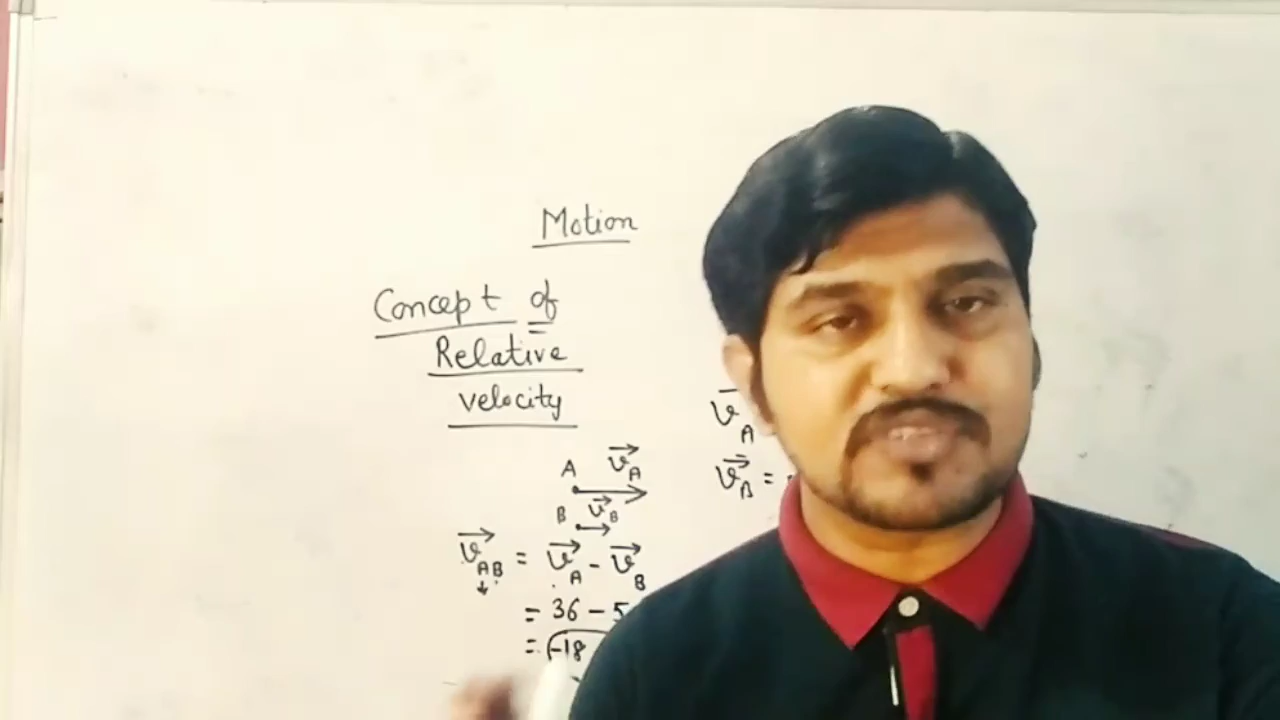 Motion
Concept of
Relative
velocity
A v⃗A
B v⃗B
v⃗AB = v⃗A - v⃗B
= 36 - 5
= -18
v⃗A
v⃗B =